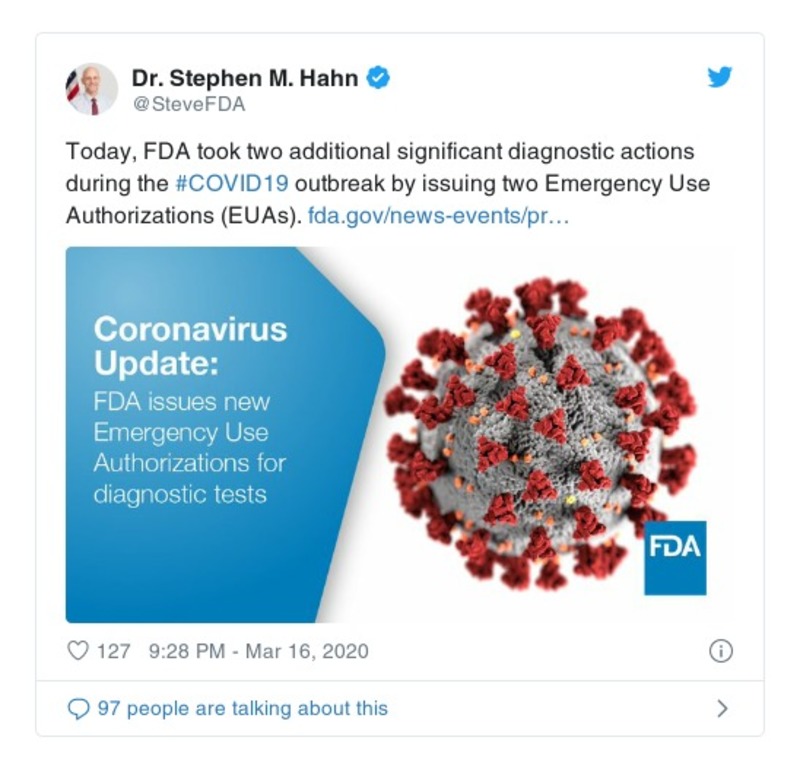 Dr. Stephen M. Hahn
@SteveFDA
Today, FDA took two additional significant diagnostic actions
during the #COVID19 outbreak by issuing two Emergency Use
Authorizations (EUAs). fda.gov/news-events/pr…
Coronavirus
Update:
FDA issues new
Emergency Use
Authorizations for
diagnostic tests
FDA
127 9:28 PM - Mar 16, 2020
97 people are talking about this